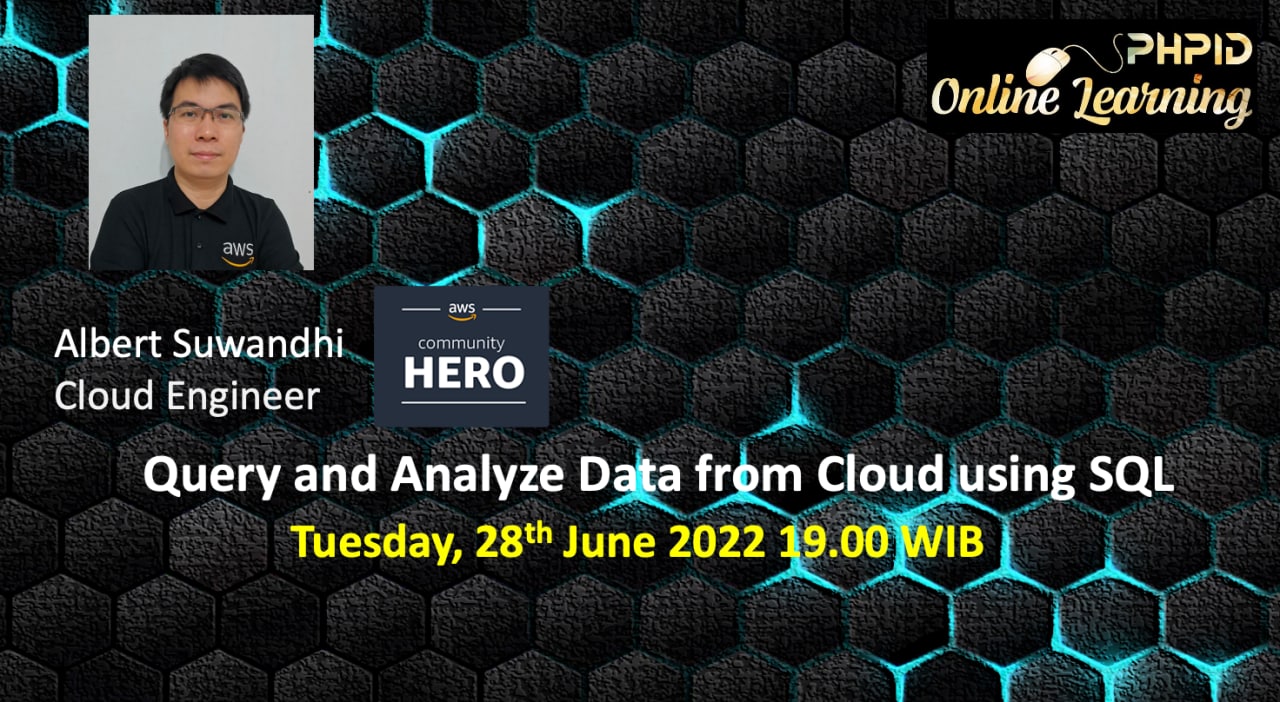 PHPID
Online Learning
aws
aws
community
HERO
Albert Suwandhi
Cloud Engineer
Query and Analyze Data from Cloud using SQL
Tuesday, 28th June 2022 19.00 WIB